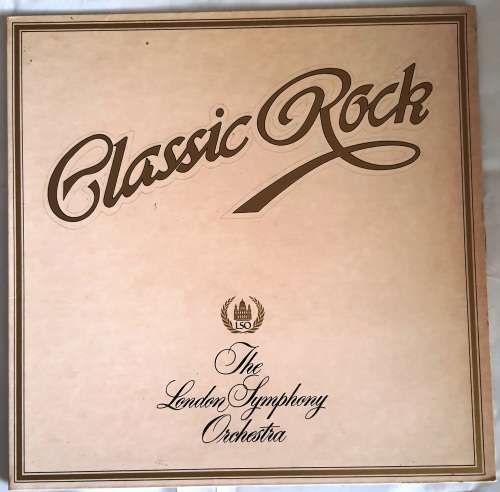 Classic Rock
LSO
The
London Symphony
Orchestra